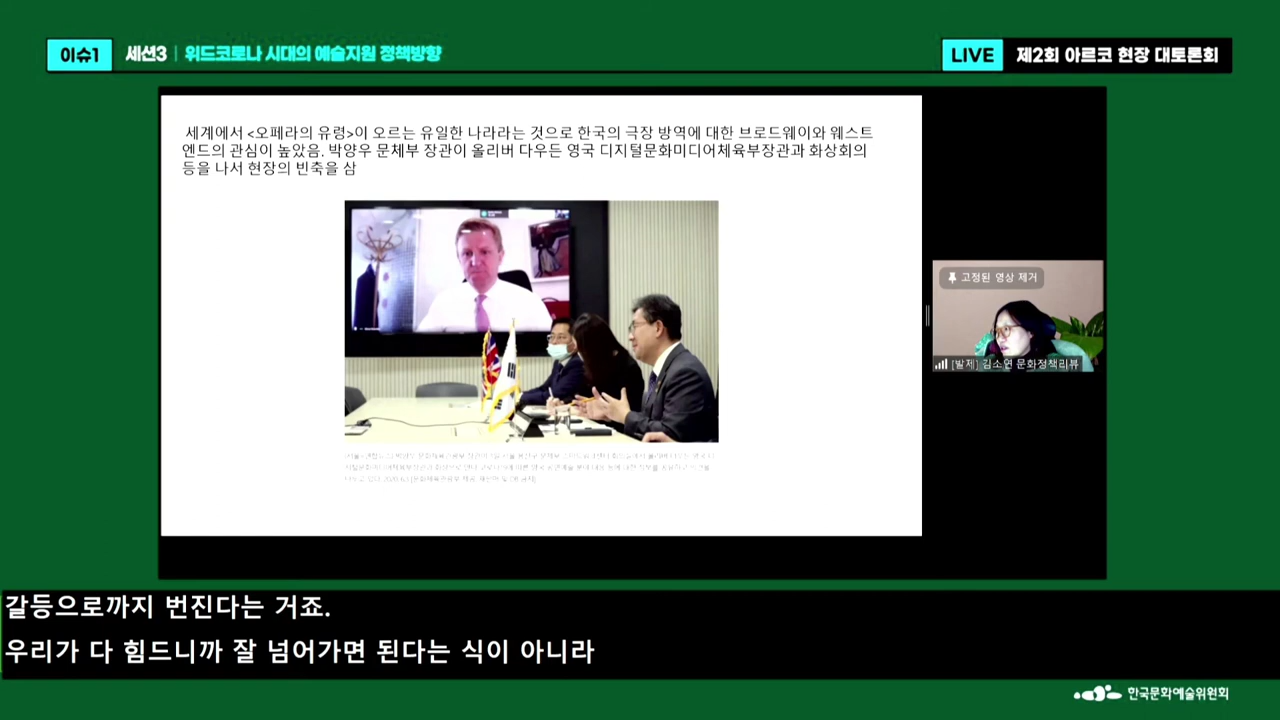 이슈1 세션3 | 위드코로나 시대의 예술지원 정책방향
LIVE 제2회 아르코 현장 대토론회
세계에서 <오페라의 유령>이 오르는 유일한 나라라는 것으로 한국의 극장 방역에 대한 브로드웨이와 웨스트
엔드의 관심이 높았음. 박양우 문체부 장관이 올리버 다우든 영국 디지털문화미디어체육부장관과 화상회의
등을 나서 현장의 빈축을 삼
고정된 영상 제거
[발제] 김소연 문화정책리뷰
갈등으로까지 번진다는 거죠.
우리가 다 힘드니까 잘 넘어가면 된다는 식이 아니라
한국문화예술위원회